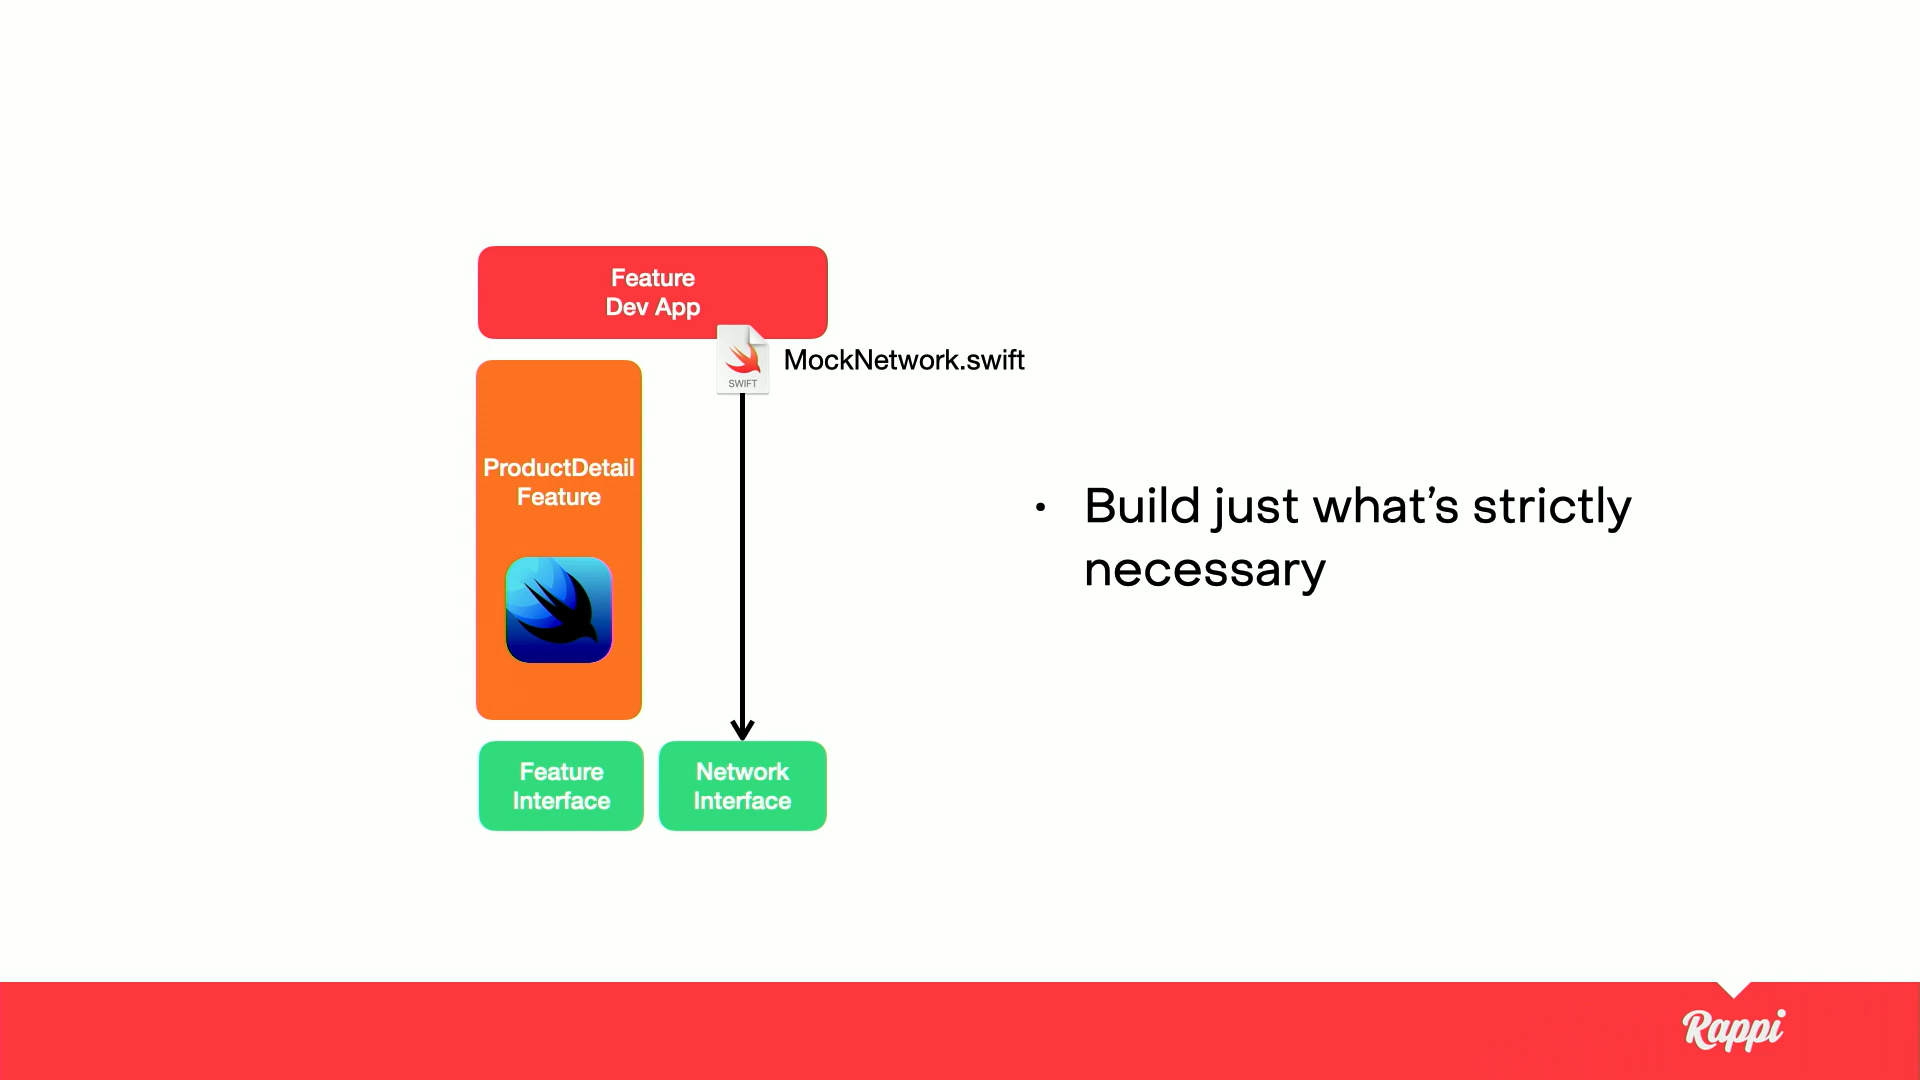 Feature
Dev App
SWIFT
MockNetwork.swift
ProductDetail
Feature
• Build just what’s strictly
necessary
Feature
Interface
Network
Interface
Rappi